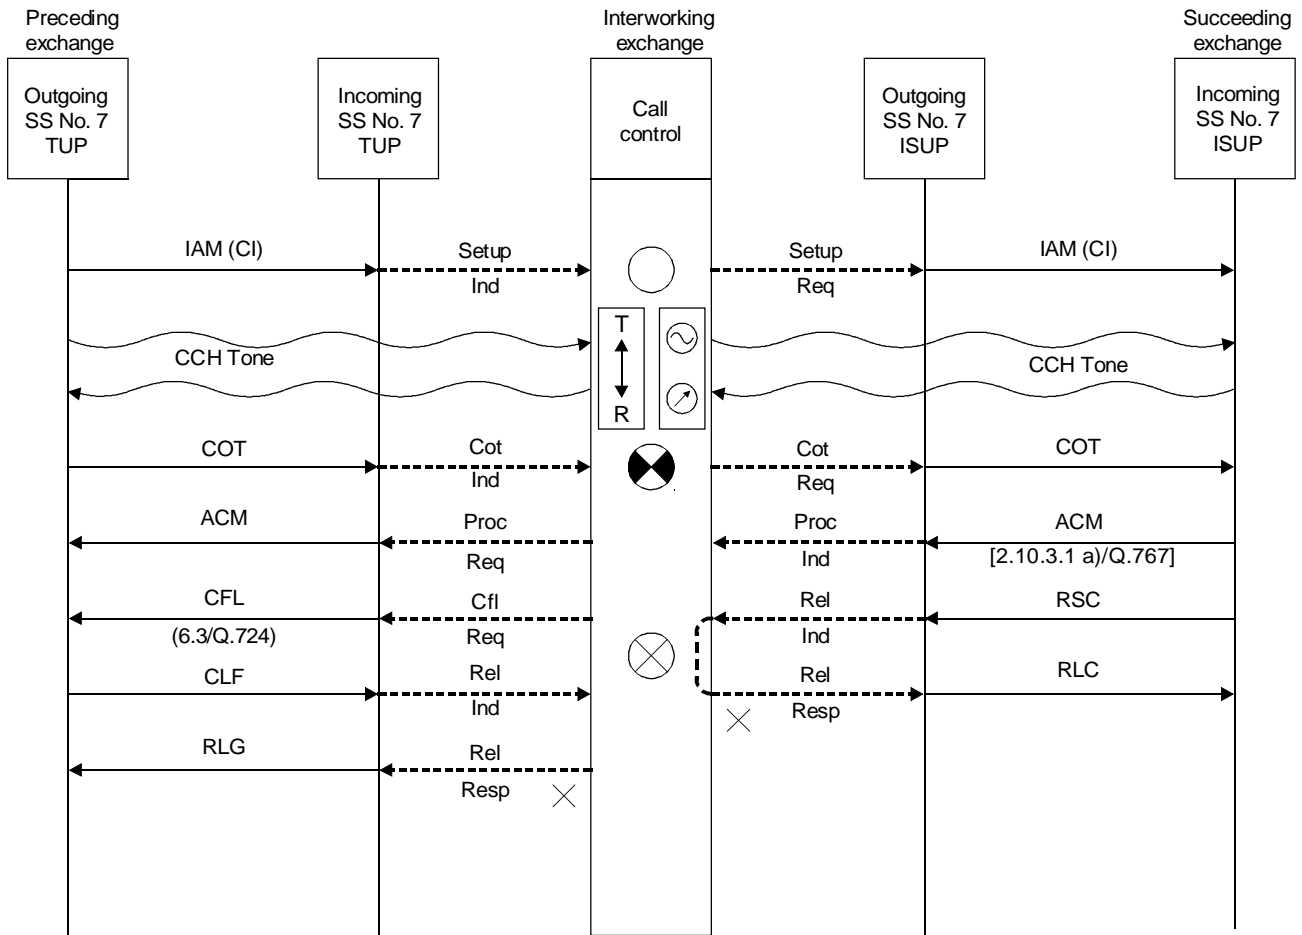 Preceding
exchange
Interworking
exchange
Succeeding
exchange
Outgoing
SS No. 7
TUP
Incoming
SS No. 7
TUP
Call
control
Outgoing
SS No. 7
ISUP
Incoming
SS No. 7
ISUP
IAM (CI)
Setup
Ind
Setup
Req
IAM (CI)
T
R
CCH Tone
CCH Tone
COT
Cot
Ind
Cot
Req
COT
ACM
Proc
Req
Proc
Ind
ACM
[2.10.3.1 a)/Q.767]
CFL
(6.3/Q.724)
Cfl
Req
Rel
Ind
RSC
CLF
Rel
Ind
Rel
Resp
RLC
RLG
Rel
Resp